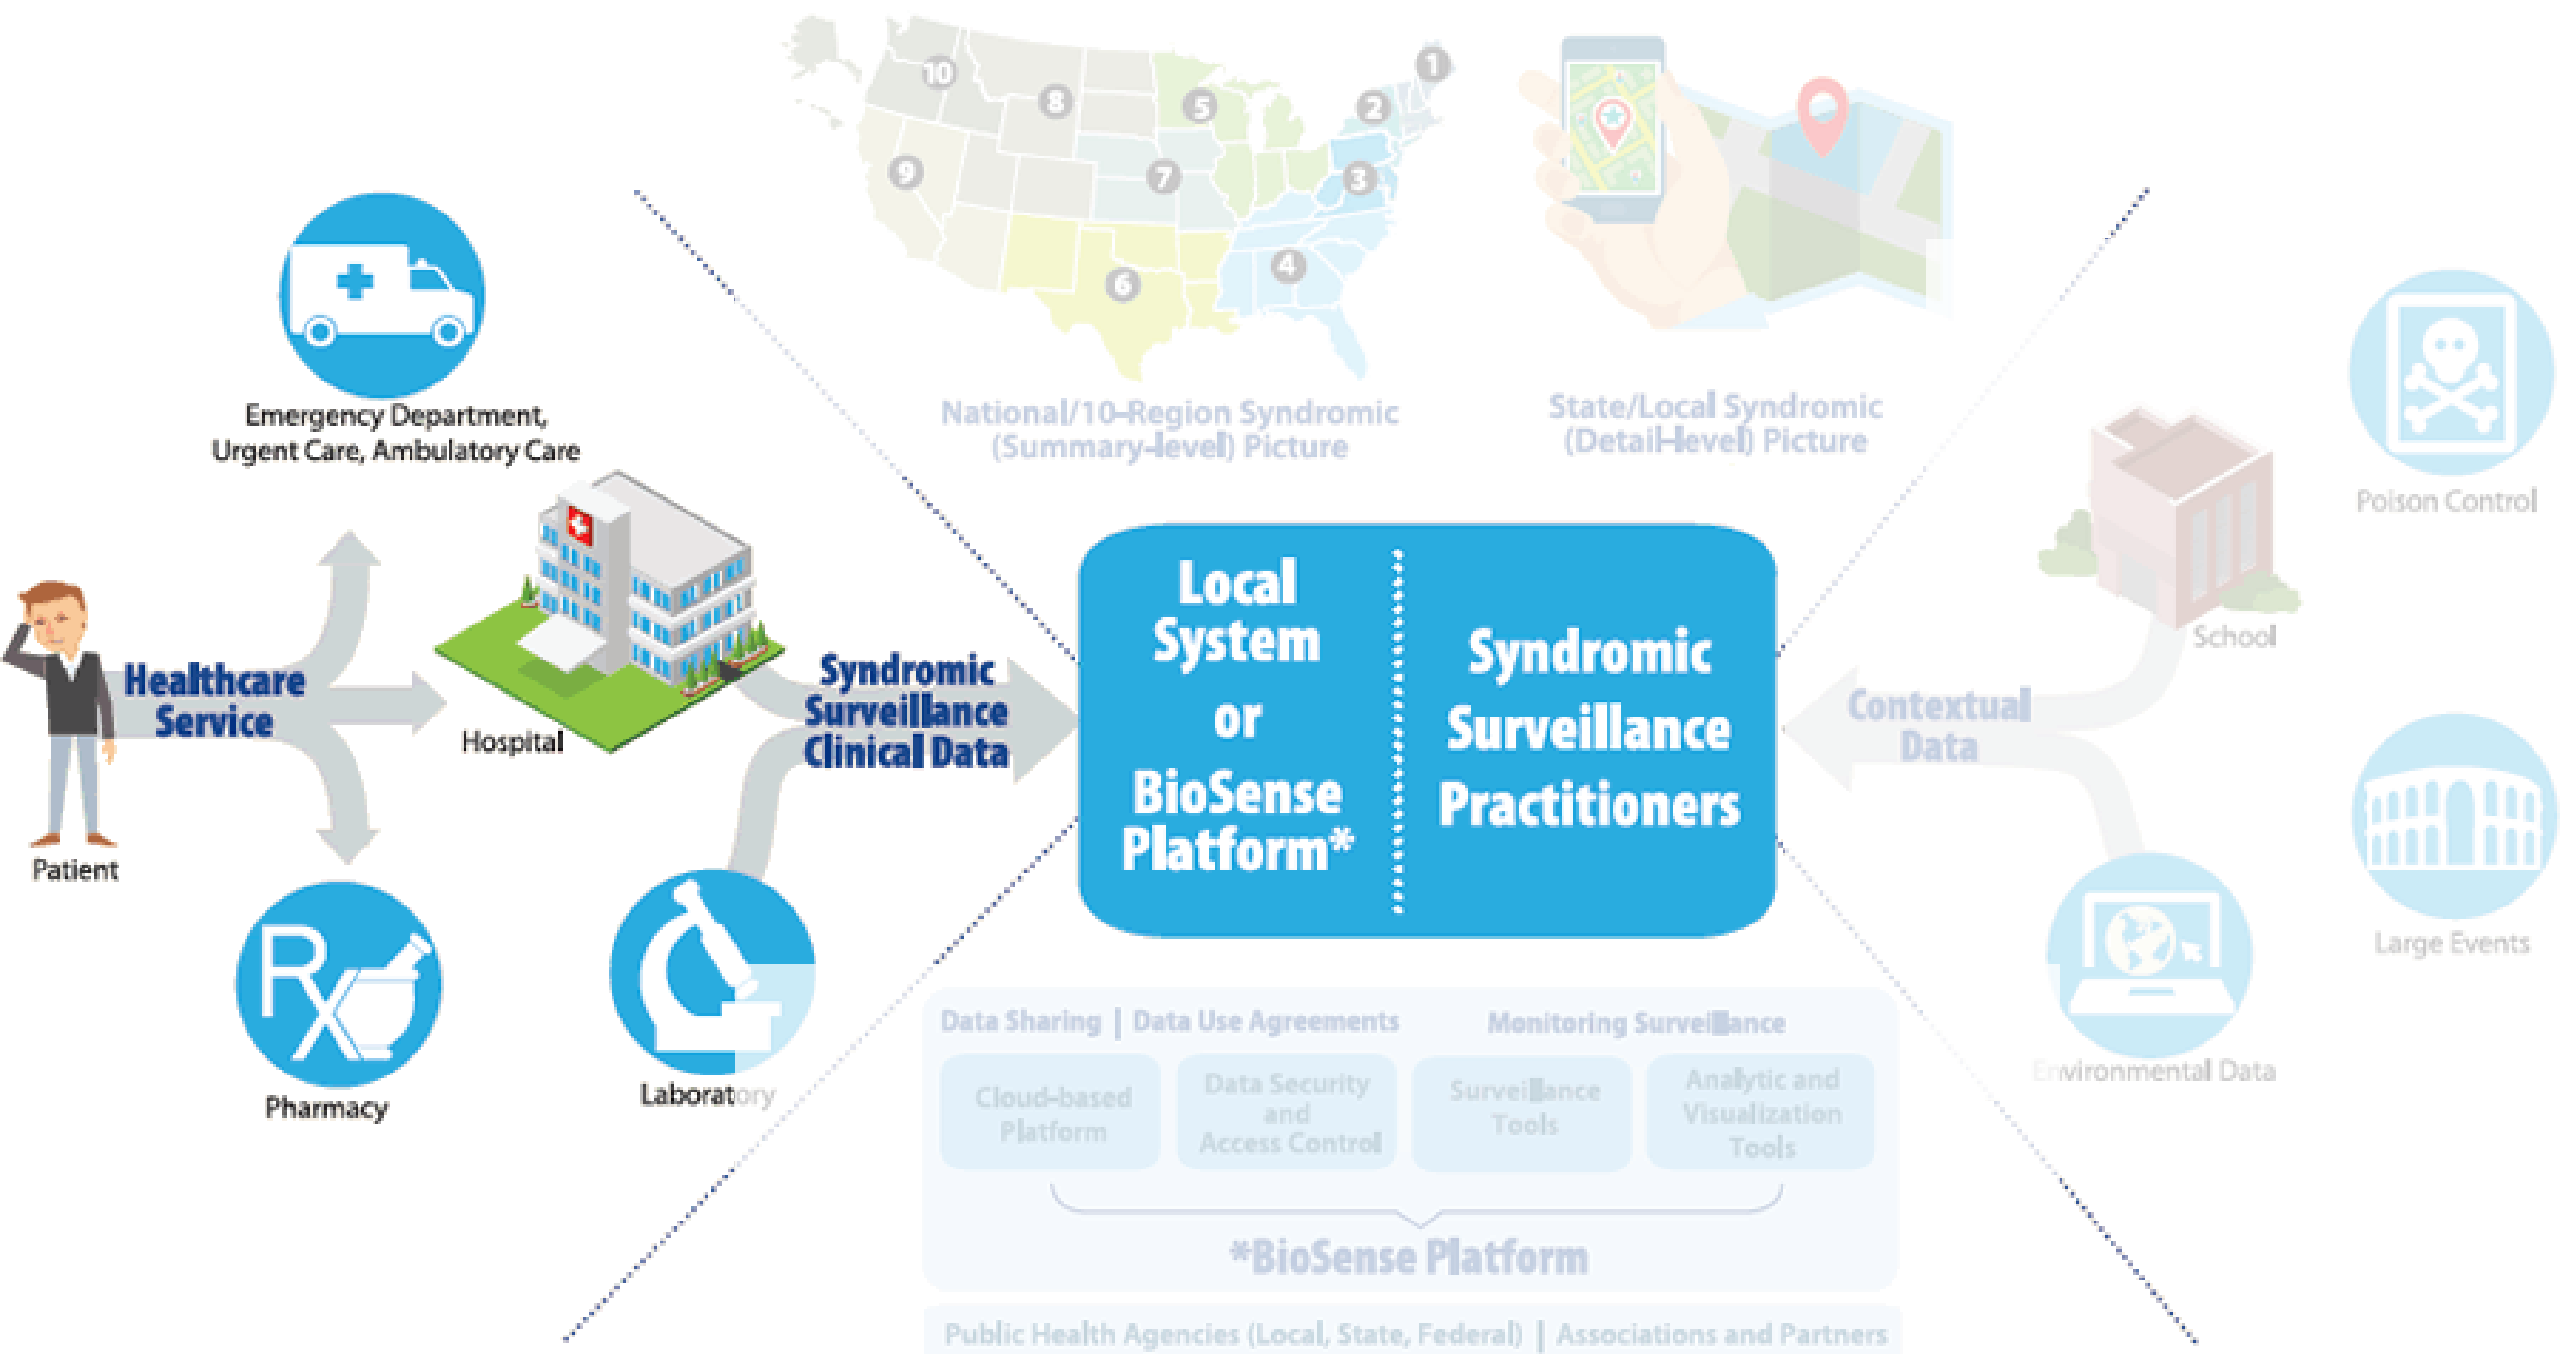 10
8
5
1
2
9
7
3
6
4
National/10-Region Syndromic
(Summary-level) Picture
State/Local Syndromic
(Detail-level) Picture
Emergency Department,
Urgent Care, Ambulatory Care
Healthcare
Service
Patient
Hospital
Rx
Pharmacy
Laboratory
Syndromic
Surveillance
Clinical Data
Local
System
or
BioSense
Platform*
Syndromic
Surveillance
Practitioners
Contextual
Data
Poison Control
School
Large Events
Environmental Data
Data Sharing | Data Use Agreements
Monitoring Surveillance
Cloud-based
Platform
Data Security
and
Access Control
Surveillance
Tools
Analytic and
Visualization
Tools
*BioSense Platform
Public Health Agencies (Local, State, Federal) | Associations and Partners